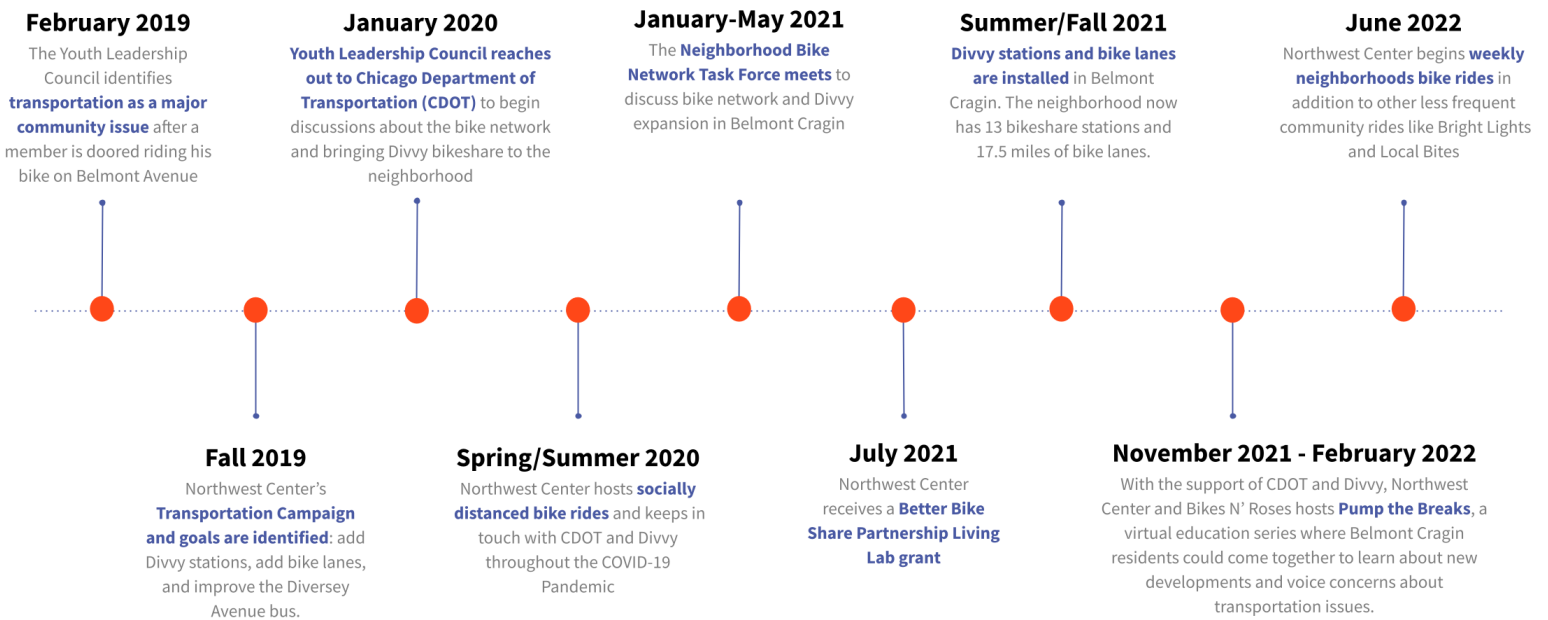 February 2019
The Youth Leadership
Council identifies
transportation as a major
community issue after a
member is doored riding his
bike on Belmont Avenue
January 2020
Youth Leadership Council reaches
out to Chicago Department of
Transportation (CDOT) to begin
discussions about the bike network
and bringing Divvy bikeshare to the
neighborhood
January-May 2021
The Neighborhood Bike
Network Task Force meets to
discuss bike network and Divvy
expansion in Belmont Cragin
Summer/Fall 2021
Divvy stations and bike lanes
are installed in Belmont
Cragin. The neighborhood now
has 13 bikeshare stations and
17.5 miles of bike lanes.
June 2022
Northwest Center begins weekly
neighborhoods bike rides in
addition to other less frequent
community rides like Bright Lights
and Local Bites
Fall 2019
Northwest Center’s
Transportation Campaign
and goals are identified: add
Divvy stations, add bike lanes,
and improve the Diversey
Avenue bus.
Spring/Summer 2020
Northwest Center hosts socially
distanced bike rides and keeps in
touch with CDOT and Divvy
throughout the COVID-19
Pandemic
July 2021
Northwest Center
receives a Better Bike
Share Partnership Living
Lab grant
November 2021 - February 2022
With the support of CDOT and Divvy, Northwest
Center and Bikes N’ Roses hosts Pump the Breaks, a
virtual education series where Belmont Cragin
residents could come together to learn about new
developments and voice concerns about
transportation issues.